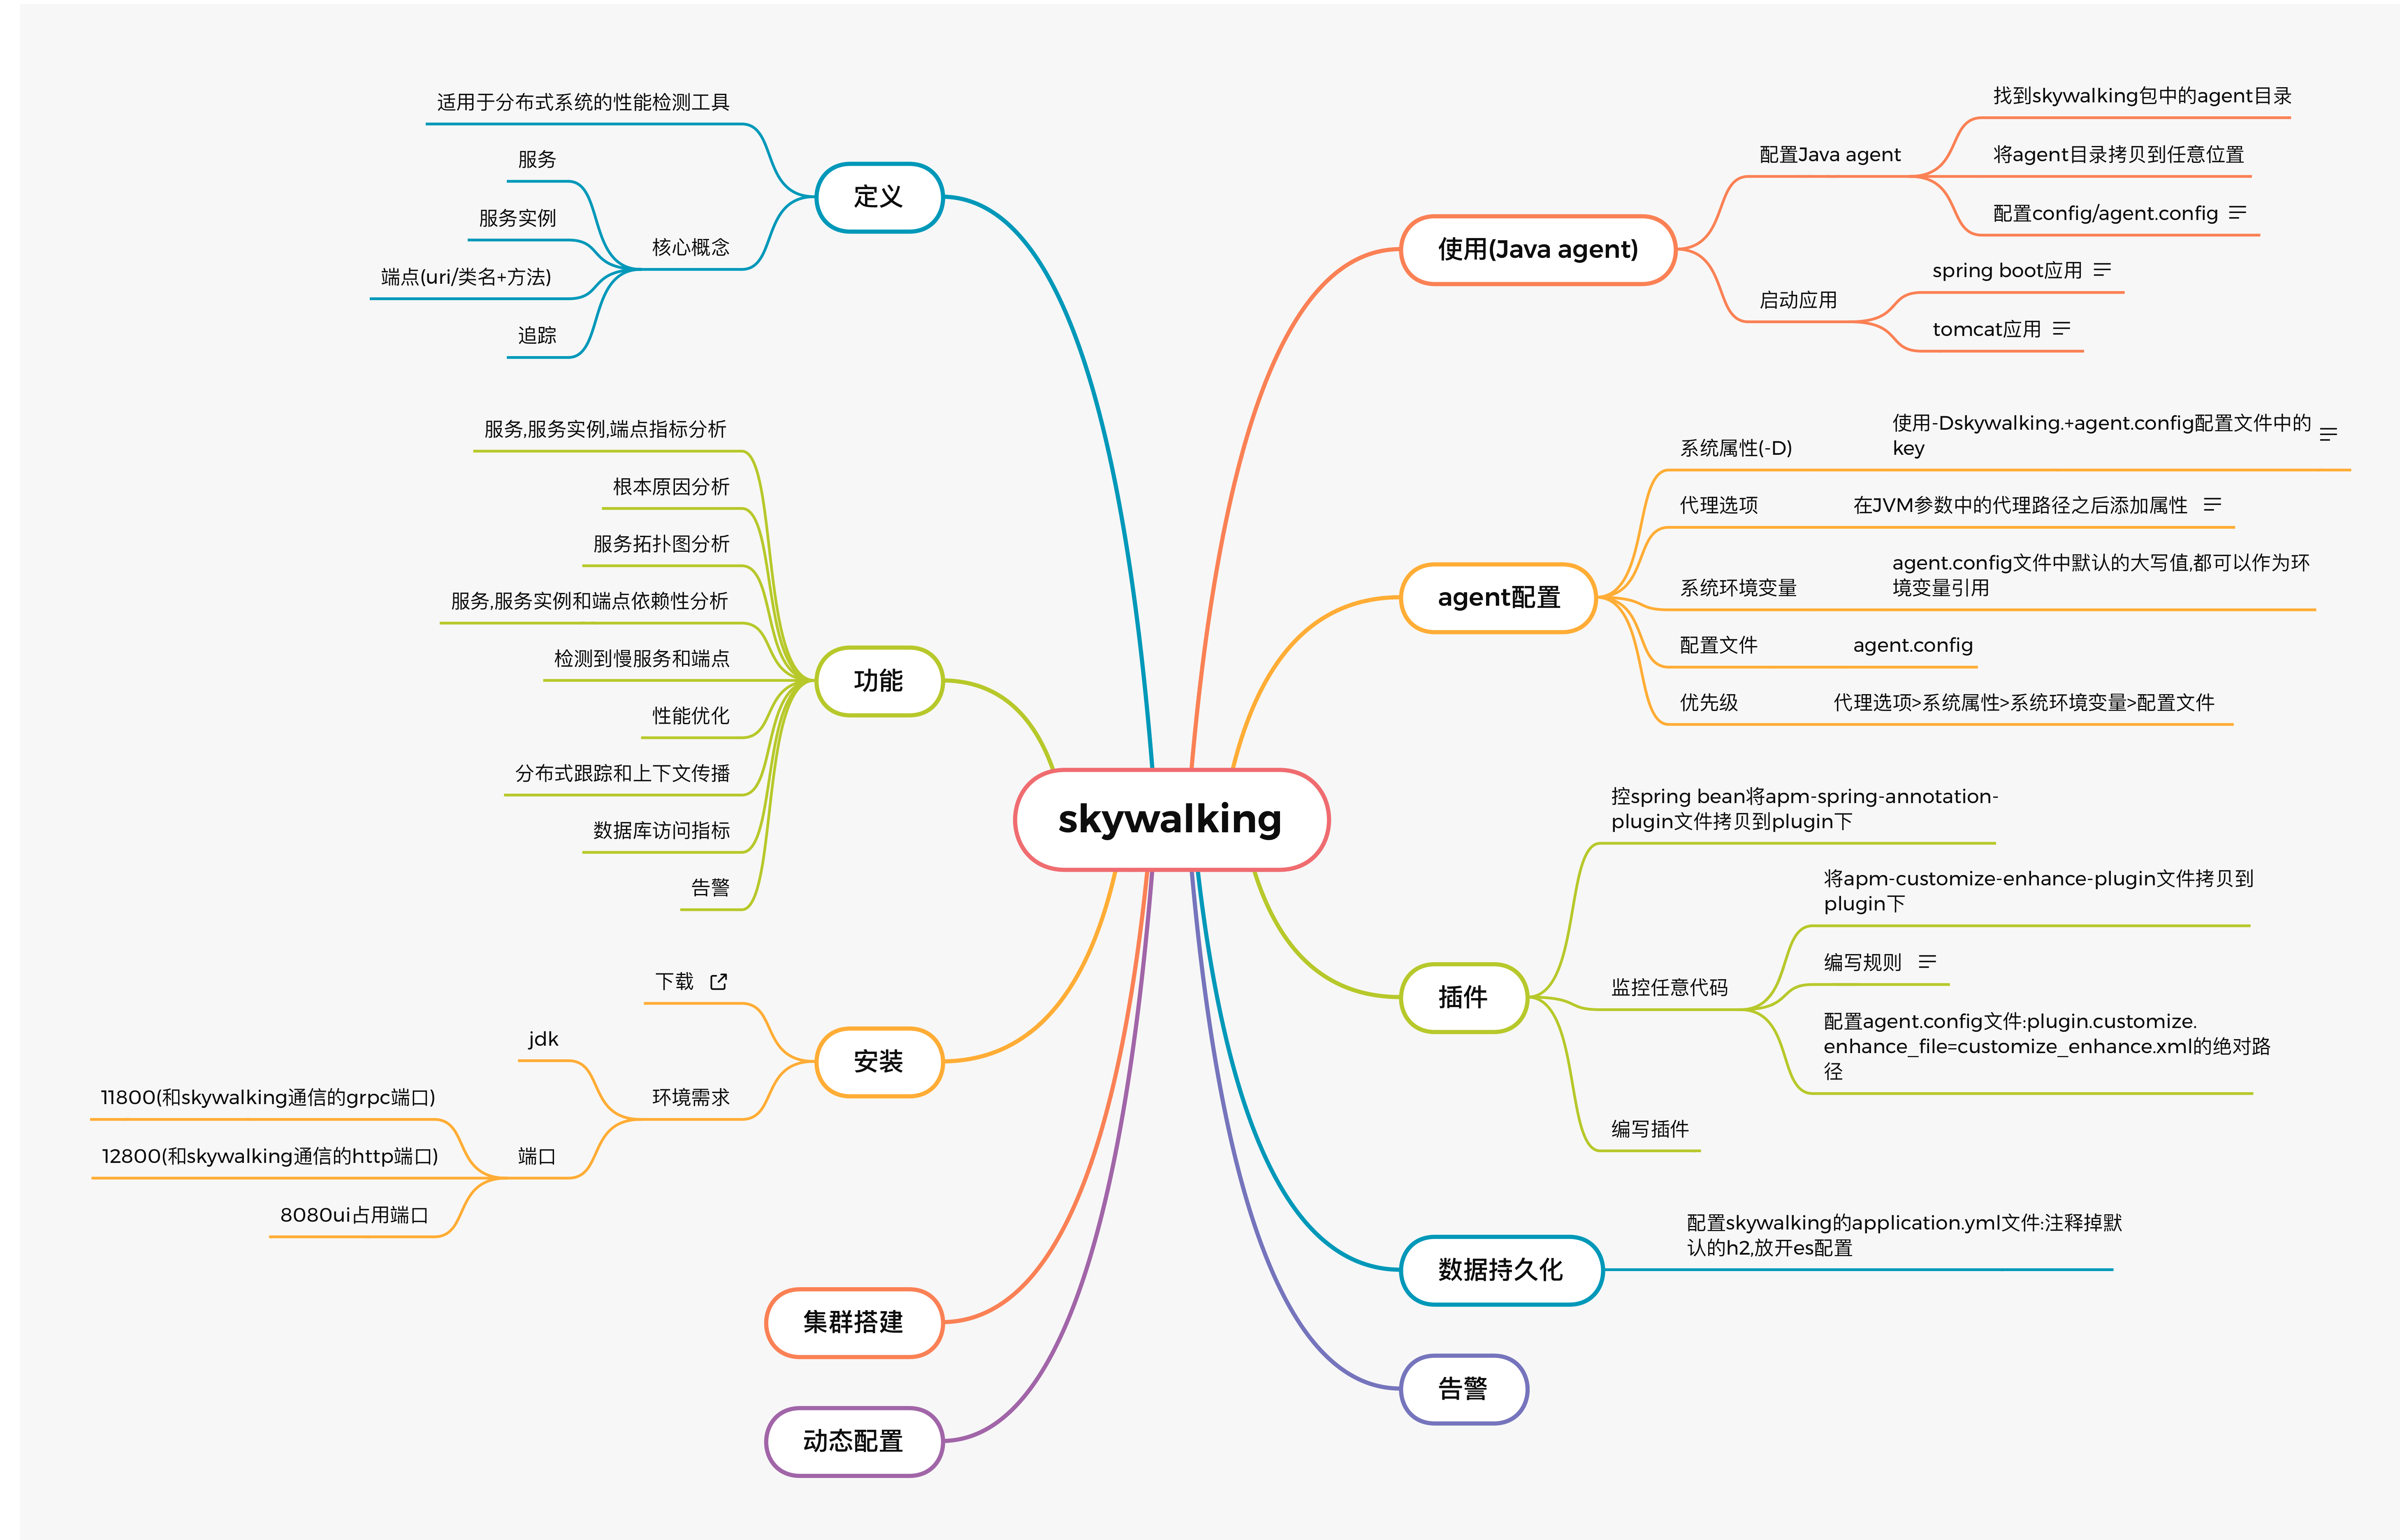 skywalking
定义
适用于分布式系统的性能检测工具
核心概念
服务
服务实例
端点(uri/类名+方法)
追踪
功能
服务,服务实例,端点指标分析
根本原因分析
服务拓扑图分析
服务,服务实例和端点依赖性分析
检测到慢服务和端点
性能优化
分布式跟踪和上下文传播
数据库访问指标
告警
安装
下载
环境需求
jdk
端口
11800(和skywalking通信的grpc端口)
12800(和skywalking通信的http端口)
8080ui占用端口
集群搭建
动态配置
使用(Java agent)
配置Java agent
找到skywalking包中的agent目录
将agent目录拷贝到任意位置
配置config/agent.config
启动应用
spring boot应用
tomcat应用
agent配置
系统属性(-D)
使用-Dskywalking.+agent.config配置文件中的
key
代理选项
在JVM参数中的代理路径之后添加属性
系统环境变量
agent.config文件中默认的大写值,都可以作为环
境变量引用
配置文件
agent.config
优先级
代理选项>系统属性>系统环境变量>配置文件
插件
控spring bean将apm-spring-annotation-
plugin文件拷贝到plugin下
监控任意代码
将apm-customize-enhance-plugin文件拷贝到
plugin下
编写规则
配置agent.config文件:plugin.customize.
enhance_file=customize_enhance.xml的绝对路
径
编写插件
数据持久化
配置skywalking的application.yml文件:注释掉默
认的h2,放开es配置
告警